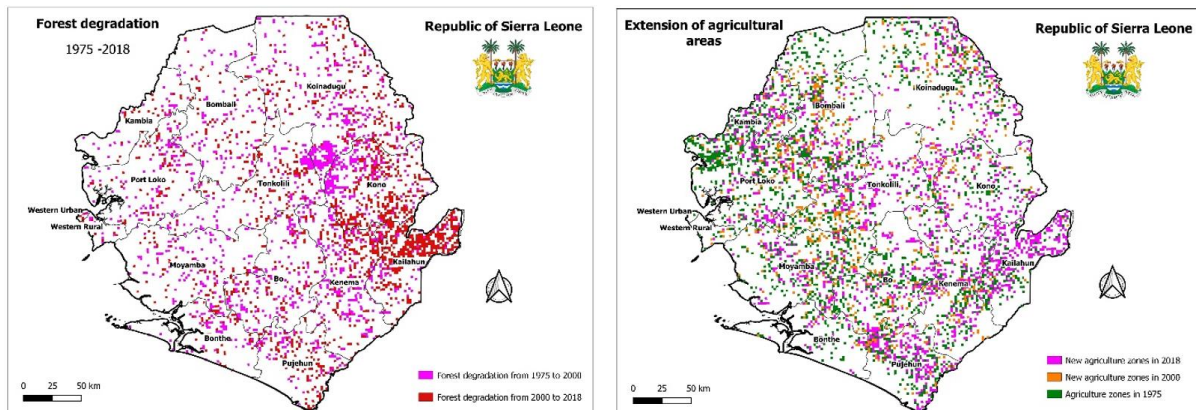 Forest degradation
1975 -2018
Republic of Sierra Leone
Koinadugu
Bombali
Kambia
Port Loko
Tonkolili
Kono
Western Urban
Western Rural
Kailahun
Moyamba
Bo
Kenema
Bonthe
Pujehun
0 25 50 km
Forest degradation from 1975 to 2000
Forest degradation from 2000 to 2018
Extension of agricultural
areas
Republic of Sierra Leone
Koinadugu
Bombali
Kambia
Port Loko
Tonkolili
Kono
Western Urban
Western Rural
Kailahun
Moyamba
Bo
Kenema
Bonthe
Pujehun
0 25 50 km
New agriculture zones in 2018
New agriculture zones in 2000
Agriculture zones in 1975